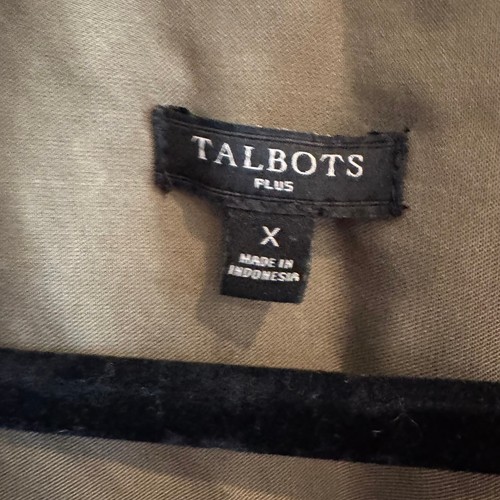 TALBOTS
PLUS
X
MADE IN
INDONESIA